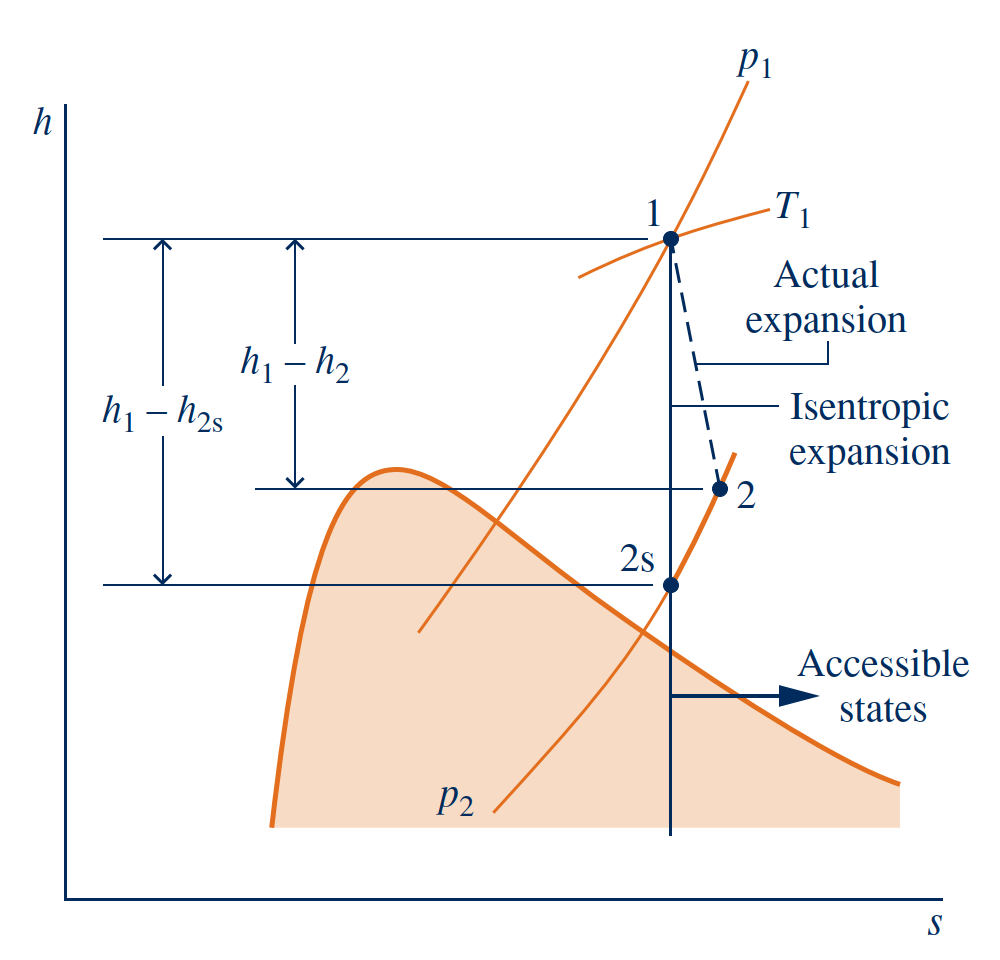 p₁
h
T₁
1
Actual
expansion
h₁ – h₂
h₁ – h₂ₛ
Isentropic
expansion
2
2s
Accessible
states
p₂
s